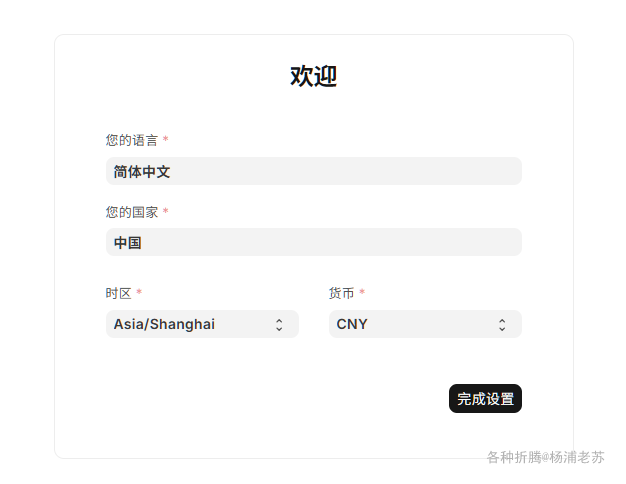 欢迎
您的语言 *
简体中文
您的国家 *
中国
时区 * 货币 *
Asia/Shanghai CNY
完成设置
各种折腾@杨浦老苏